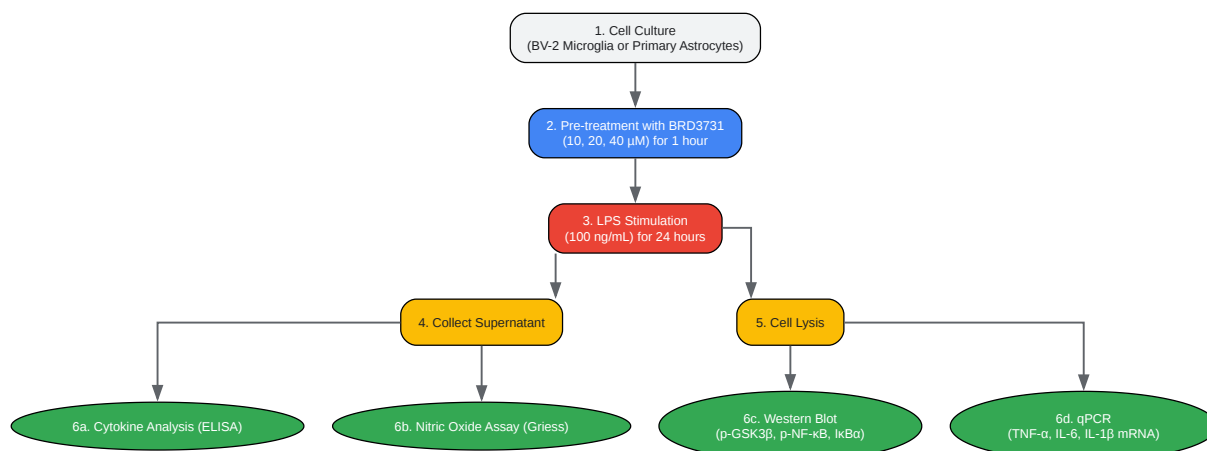 1. Cell Culture
(BV-2 Microglia or Primary Astrocytes)
2. Pre-treatment with BRD3731
(10, 20, 40 µM) for 1 hour
3. LPS Stimulation
(100 ng/mL) for 24 hours
4. Collect Supernatant
5. Cell Lysis
6a. Cytokine Analysis (ELISA)
6b. Nitric Oxide Assay (Griess)
6c. Western Blot
(p-GSK3β, p-NF-κB, IκBα)
6d. qPCR
(TNF-α, IL-6, IL-1β mRNA)